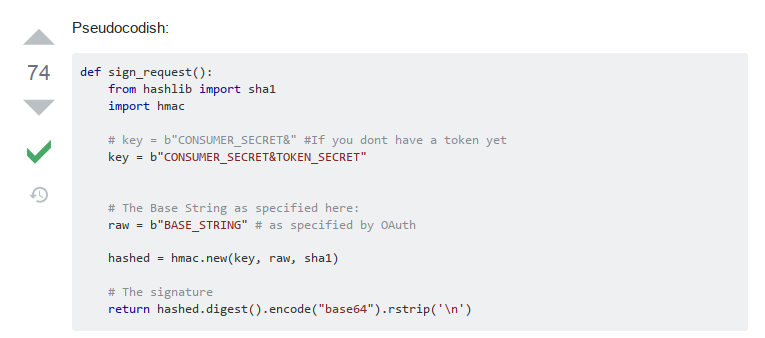 Pseudocodish:
74
def sign_request():
    from hashlib import sha1
    import hmac

    # key = b"CONSUMER_SECRET&" #If you dont have a token yet
    key = b"CONSUMER_SECRET&TOKEN_SECRET"


    # The Base String as specified here:
    raw = b"BASE_STRING" # as specified by OAuth

    hashed = hmac.new(key, raw, sha1)

    # The signature
    return hashed.digest().encode("base64").rstrip('\n')